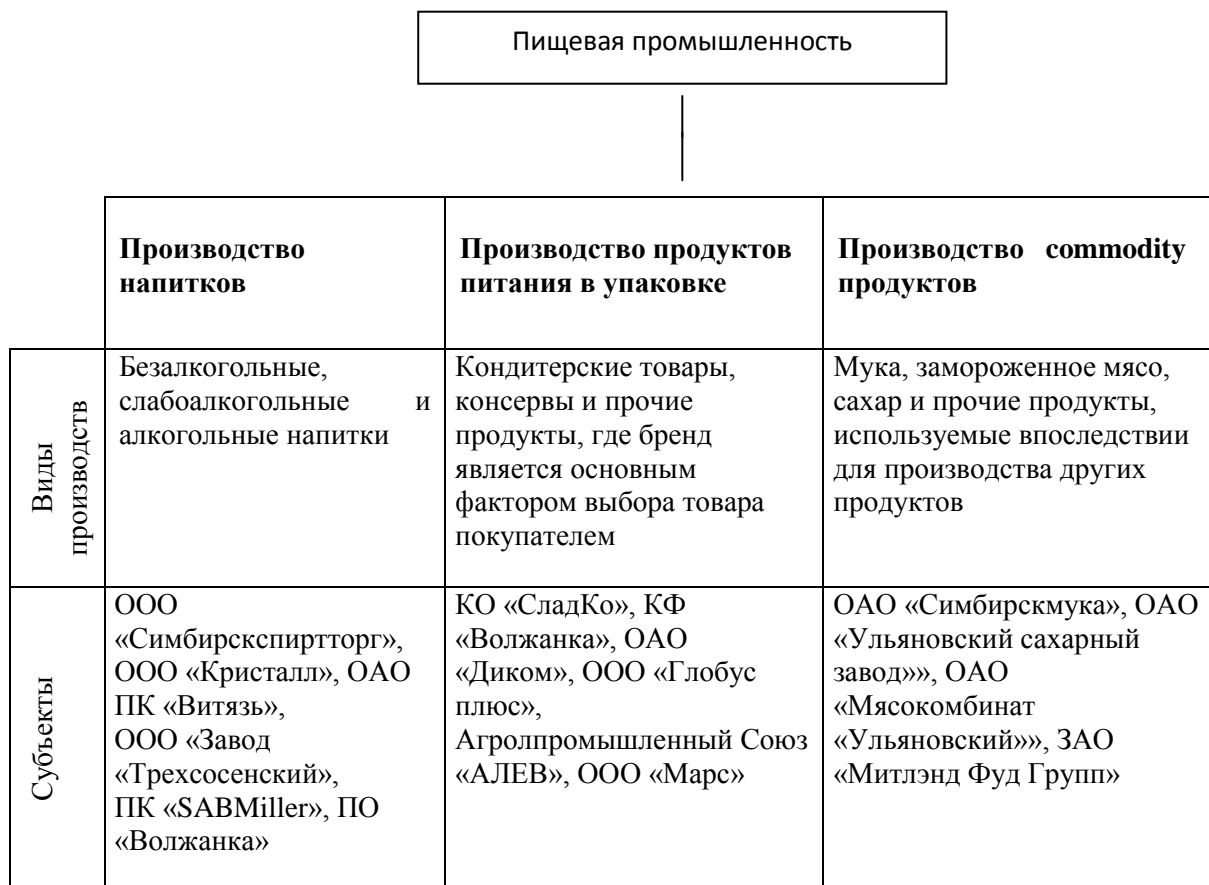 Пищевая промышленность
Производство
напитков
Производство продуктов
питания в упаковке
Производство commodity
продуктов
Виды
производств
Безалкогольные,
слабоалкогольные и
алкогольные напитки
Кондитерские товары,
консервы и прочие
продукты, где бренд
является основным
фактором выбора товара
покупателем
Мука, замороженное мясо,
сахар и прочие продукты,
используемые впоследствии
для производства других
продуктов
Субъекты
ООО
«Симбирскспиртторг»,
ООО «Кристалл», ОАО
ПК «Витязь»,
ООО «Завод
«Трехсосенский»,
ПК «SABMiller», ПО
«Волжанка»
КО «СладКо», КФ
«Волжанка», ОАО
«Диком», ООО «Глобус
плюс»,
Агролпромышленный Союз
«АЛЕВ», ООО «Марс»
ОАО «Симбирскмука», ОАО
«Ульяновский сахарный
завод»», ОАО
«Мясокомбинат
«Ульяновский»», ЗАО
«Митлэнд Фуд Групп»